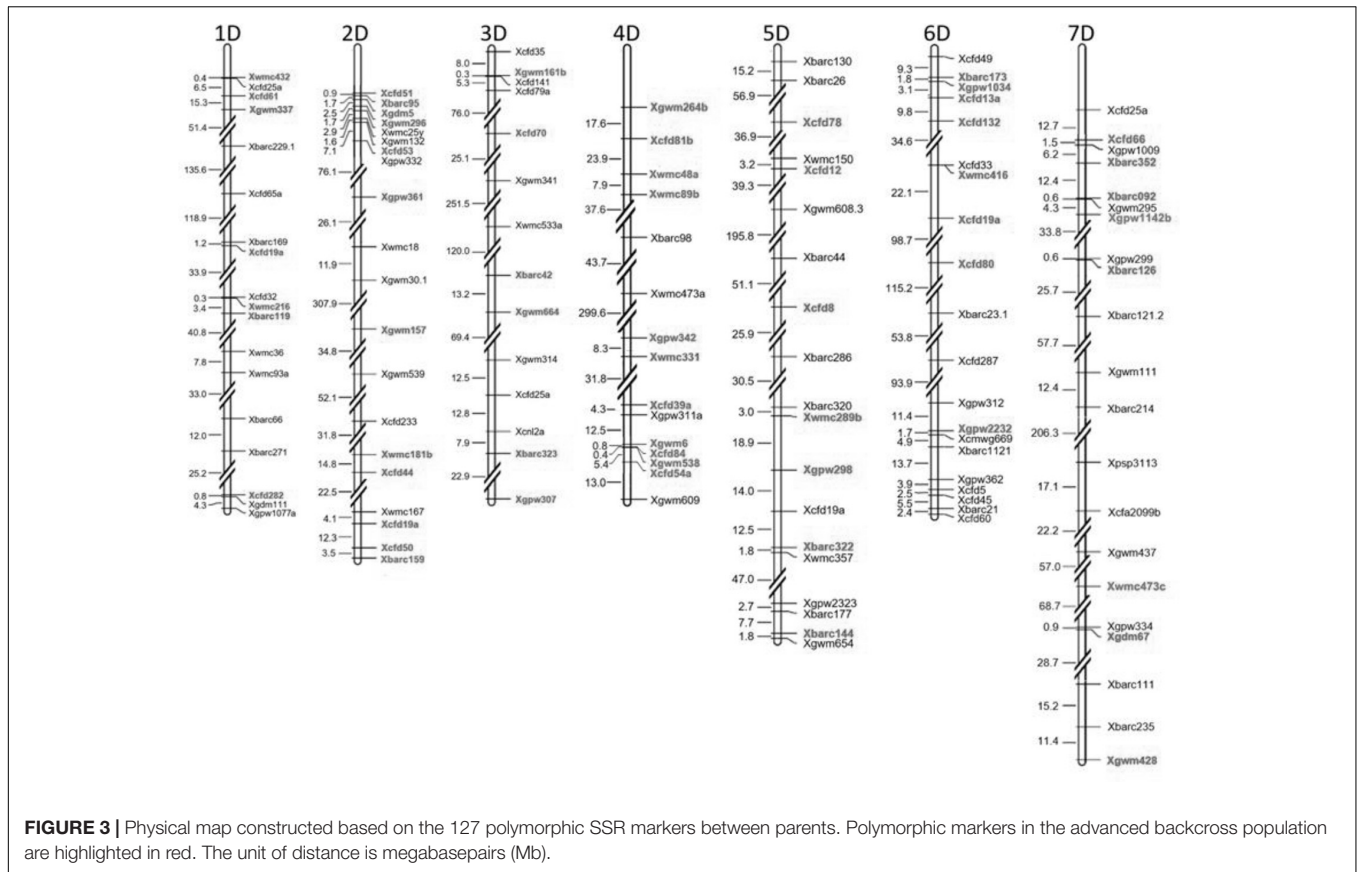 1D
0.4
6.5
15.3
51.4
135.6
118.9
1.2
33.9
0.3
3.4
40.8
7.8
33.0
12.0
25.2
0.8
4.3
Xwmc432
Xcfd25a
Xcfd61
Xgwm337
Xbarc229.1
Xcfd65a
Xbarc169
Xcfd19a
Xcfd32
Xwmc216
Xbarc119
Xwmc36
Xwmc93a
Xbarc66
Xbarc271
Xcfd282
Xgdm111
Xgpw1077a
2D
0.9
1.7
2.5
1.7
2.9
1.6
7.1
76.1
26.1
11.9
307.9
34.8
52.1
31.8
14.8
22.5
4.1
12.3
3.5
Xcfd51
Xbarc95
Xgdm5
Xgwm296
Xwmc25y
Xgwm132
Xcfd53
Xgpw332
Xgpw361
Xwmc18
Xgwm30.1
Xgwm157
Xgwm539
Xcfd233
Xwmc181b
Xcfd44
Xwmc167
Xcfd19a
Xcfd50
Xbarc159
3D
8.0
0.3
5.3
76.0
25.1
251.5
120.0
13.2
69.4
12.5
12.8
7.9
22.9
Xcfd35
Xgwm161b
Xcfd141
Xcfd79a
Xcfd70
Xgwm341
Xwmc533a
Xbarc42
Xgwm664
Xgwm314
Xcfd25a
Xcnl2a
Xbarc323
Xgpw307
4D
17.6
23.9
7.9
37.6
43.7
299.6
8.3
31.8
4.3
12.5
0.8
0.4
5.4
13.0
Xgwm264b
Xcfd81b
Xwmc48a
Xwmc89b
Xbarc98
Xwmc473a
Xgpw342
Xwmc331
Xcfd39a
Xgpw311a
Xgwm6
Xcfd84
Xgwm538
Xcfd54a
Xgwm609
5D
15.2
56.9
36.9
3.2
39.3
195.8
51.1
25.9
30.5
3.0
18.9
14.0
12.5
1.8
47.0
2.7
7.7
1.8
Xbarc130
Xbarc26
Xcfd78
Xwmc150
Xcfd12
Xgwm608.3
Xbarc44
Xcfd8
Xbarc286
Xbarc320
Xwmc289b
Xgpw298
Xcfd19a
Xbarc322
Xwmc357
Xgpw2323
Xbarc177
Xbarc144
Xgwm654
6D
9.3
1.8
3.1
9.8
34.6
22.1
98.7
115.2
53.8
93.9
11.4
1.7
4.9
13.7
3.9
2.5
5.5
2.4
Xcfd49
Xbarc173
Xgpw1034
Xcfd13a
Xcfd132
Xcfd33
Xwmc416
Xcfd19a
Xcfd80
Xbarc23.1
Xcfd287
Xgpw312
Xgpw2232
Xcmwg669
Xbarc1121
Xgpw362
Xcfd5
Xcfd45
Xbarc21
Xcfd60
7D
12.7
1.5
6.2
12.4
0.6
4.3
33.8
0.6
25.7
57.7
12.4
206.3
17.1
22.2
57.0
68.7
0.9
28.7
15.2
11.4
Xcfd25a
Xcfd66
Xgpw1009
Xbarc352
Xbarc092
Xgwm295
Xgpw1142b
Xgpw299
Xbarc126
Xbarc121.2
Xgwm111
Xbarc214
Xpsp3113
Xcfa2099b
Xgwm437
Xwmc473c
Xgpw334
Xgdm67
Xbarc111
Xbarc235
Xgwm428
FIGURE 3 | Physical map constructed based on the 127 polymorphic SSR markers between parents. Polymorphic markers in the advanced backcross population
are highlighted in red. The unit of distance is megabasepairs (Mb).